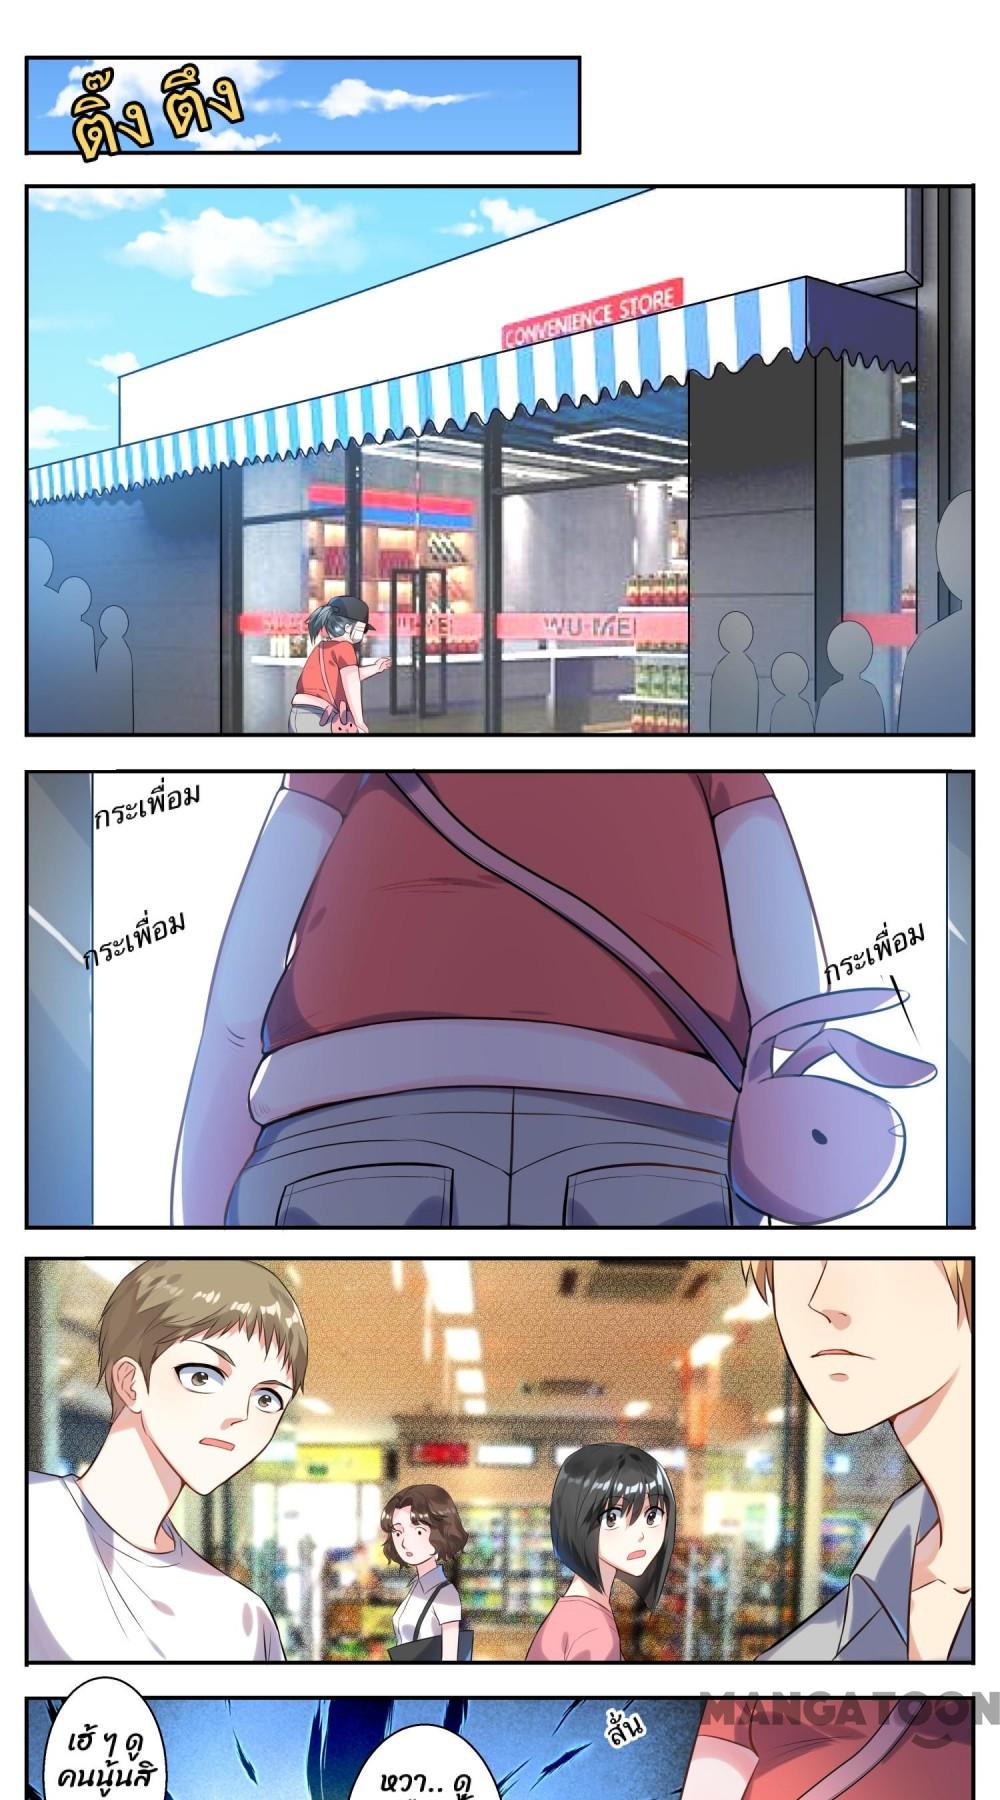 ติ๊ง ตึง
CONVENIENCE STORE
WU-MEI
WU-MEI
กระเพื่อม
กระเพื่อม
กระเพื่อม
MANGATOON
สั่น
เฮ้ ๆ ดู
คนนู้นสิ
หวา.. ดู